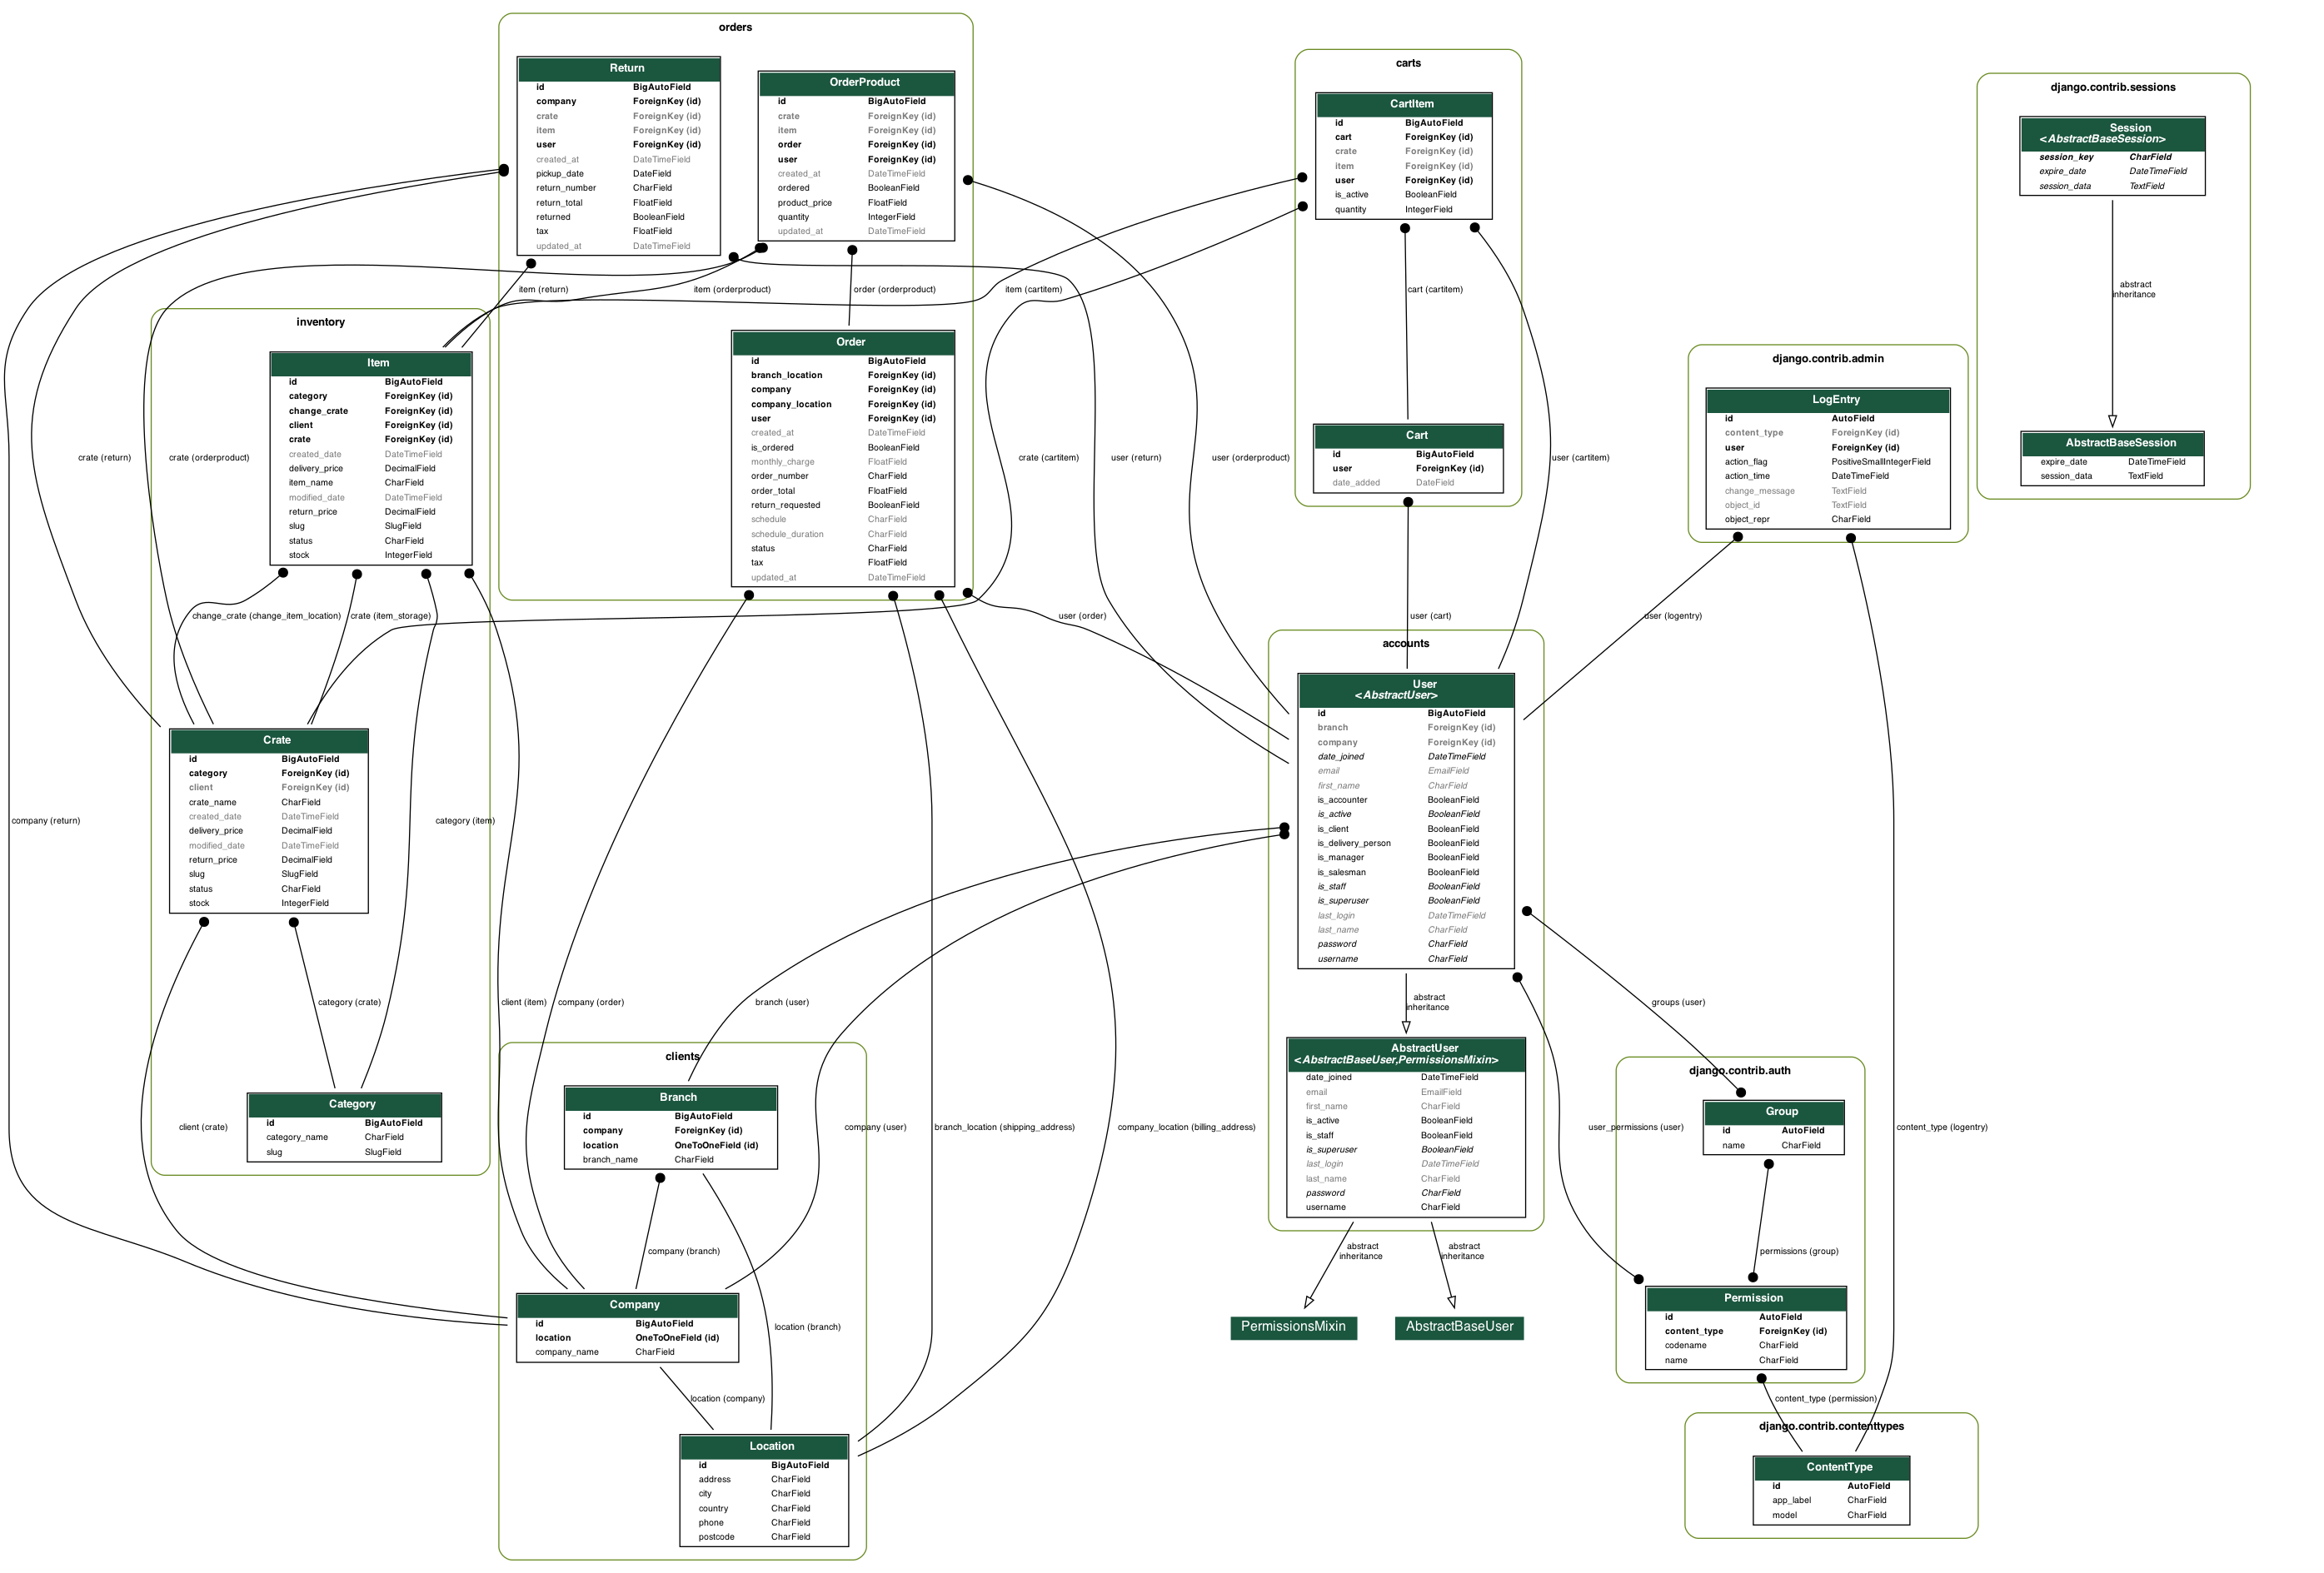 orders
Return
id BigAutoField
company ForeignKey (id)
crate ForeignKey (id)
item ForeignKey (id)
user ForeignKey (id)
created_at DateTimeField
pickup_date DateField
return_number CharField
return_total FloatField
returned BooleanField
tax FloatField
updated_at DateTimeField
OrderProduct
id BigAutoField
crate ForeignKey (id)
item ForeignKey (id)
order ForeignKey (id)
user ForeignKey (id)
created_at DateTimeField
ordered BooleanField
product_price FloatField
quantity IntegerField
updated_at DateTimeField
carts
CartItem
id BigAutoField
cart ForeignKey (id)
crate ForeignKey (id)
item ForeignKey (id)
user ForeignKey (id)
is_active BooleanField
quantity IntegerField
django.contrib.sessions
Session
<AbstractBaseSession>
session_key CharField
expire_date DateTimeField
session_data TextField
item (return)
item (orderproduct)
order (orderproduct)
item (cartitem)
cart (cartitem)
abstract
inheritance
inventory
Item
id BigAutoField
category ForeignKey (id)
change_crate ForeignKey (id)
client ForeignKey (id)
crate ForeignKey (id)
created_date DateTimeField
delivery_price DecimalField
item_name CharField
modified_date DateTimeField
return_price DecimalField
slug SlugField
status CharField
stock IntegerField
Order
id BigAutoField
branch_location ForeignKey (id)
company ForeignKey (id)
company_location ForeignKey (id)
user ForeignKey (id)
created_at DateTimeField
is_ordered BooleanField
monthly_charge FloatField
order_number CharField
order_total FloatField
return_requested BooleanField
schedule CharField
schedule_duration CharField
status CharField
tax FloatField
updated_at DateTimeField
Cart
id BigAutoField
user ForeignKey (id)
date_added DateField
django.contrib.admin
LogEntry
id AutoField
content_type ForeignKey (id)
user ForeignKey (id)
action_flag PositiveSmallIntegerField
action_time DateTimeField
change_message TextField
object_id TextField
object_repr CharField
AbstractBaseSession
expire_date DateTimeField
session_data TextField
crate (return)
crate (orderproduct)
crate (cartitem)
user (return)
user (orderproduct)
user (cartitem)
change_crate (change_item_location)
crate (item_storage)
user (order)
user (cart)
user (logentry)
accounts
User
<AbstractUser>
id BigAutoField
branch ForeignKey (id)
company ForeignKey (id)
date_joined DateTimeField
email EmailField
first_name CharField
is_accounter BooleanField
is_active BooleanField
is_client BooleanField
is_delivery_person BooleanField
is_manager BooleanField
is_salesman BooleanField
is_staff BooleanField
is_superuser BooleanField
last_login DateTimeField
last_name CharField
password CharField
username CharField
Crate
id BigAutoField
category ForeignKey (id)
client ForeignKey (id)
crate_name CharField
created_date DateTimeField
delivery_price DecimalField
modified_date DateTimeField
return_price DecimalField
slug SlugField
status CharField
stock IntegerField
company (return)
category (item)
category (crate)
client (item)
company (order)
branch (user)
abstract
inheritance
groups (user)
clients
Branch
id BigAutoField
company ForeignKey (id)
location OneToOneField (id)
branch_name CharField
Category
id BigAutoField
category_name CharField
slug SlugField
AbstractUser
<AbstractBaseUser,PermissionsMixin>
date_joined DateTimeField
email EmailField
first_name CharField
is_active BooleanField
is_staff BooleanField
is_superuser BooleanField
last_login DateTimeField
last_name CharField
password CharField
username CharField
django.contrib.auth
Group
id AutoField
name CharField
client (crate)
company (user)
branch_location (shipping_address)
company_location (billing_address)
user_permissions (user)
content_type (logentry)
company (branch)
abstract
inheritance
abstract
inheritance
permissions (group)
Company
id BigAutoField
location OneToOneField (id)
company_name CharField
location (branch)
PermissionsMixin
AbstractBaseUser
Permission
id AutoField
content_type ForeignKey (id)
codename CharField
name CharField
location (company)
content_type (permission)
Location
id BigAutoField
address CharField
city CharField
country CharField
phone CharField
postcode CharField
django.contrib.contenttypes
ContentType
id AutoField
app_label CharField
model CharField